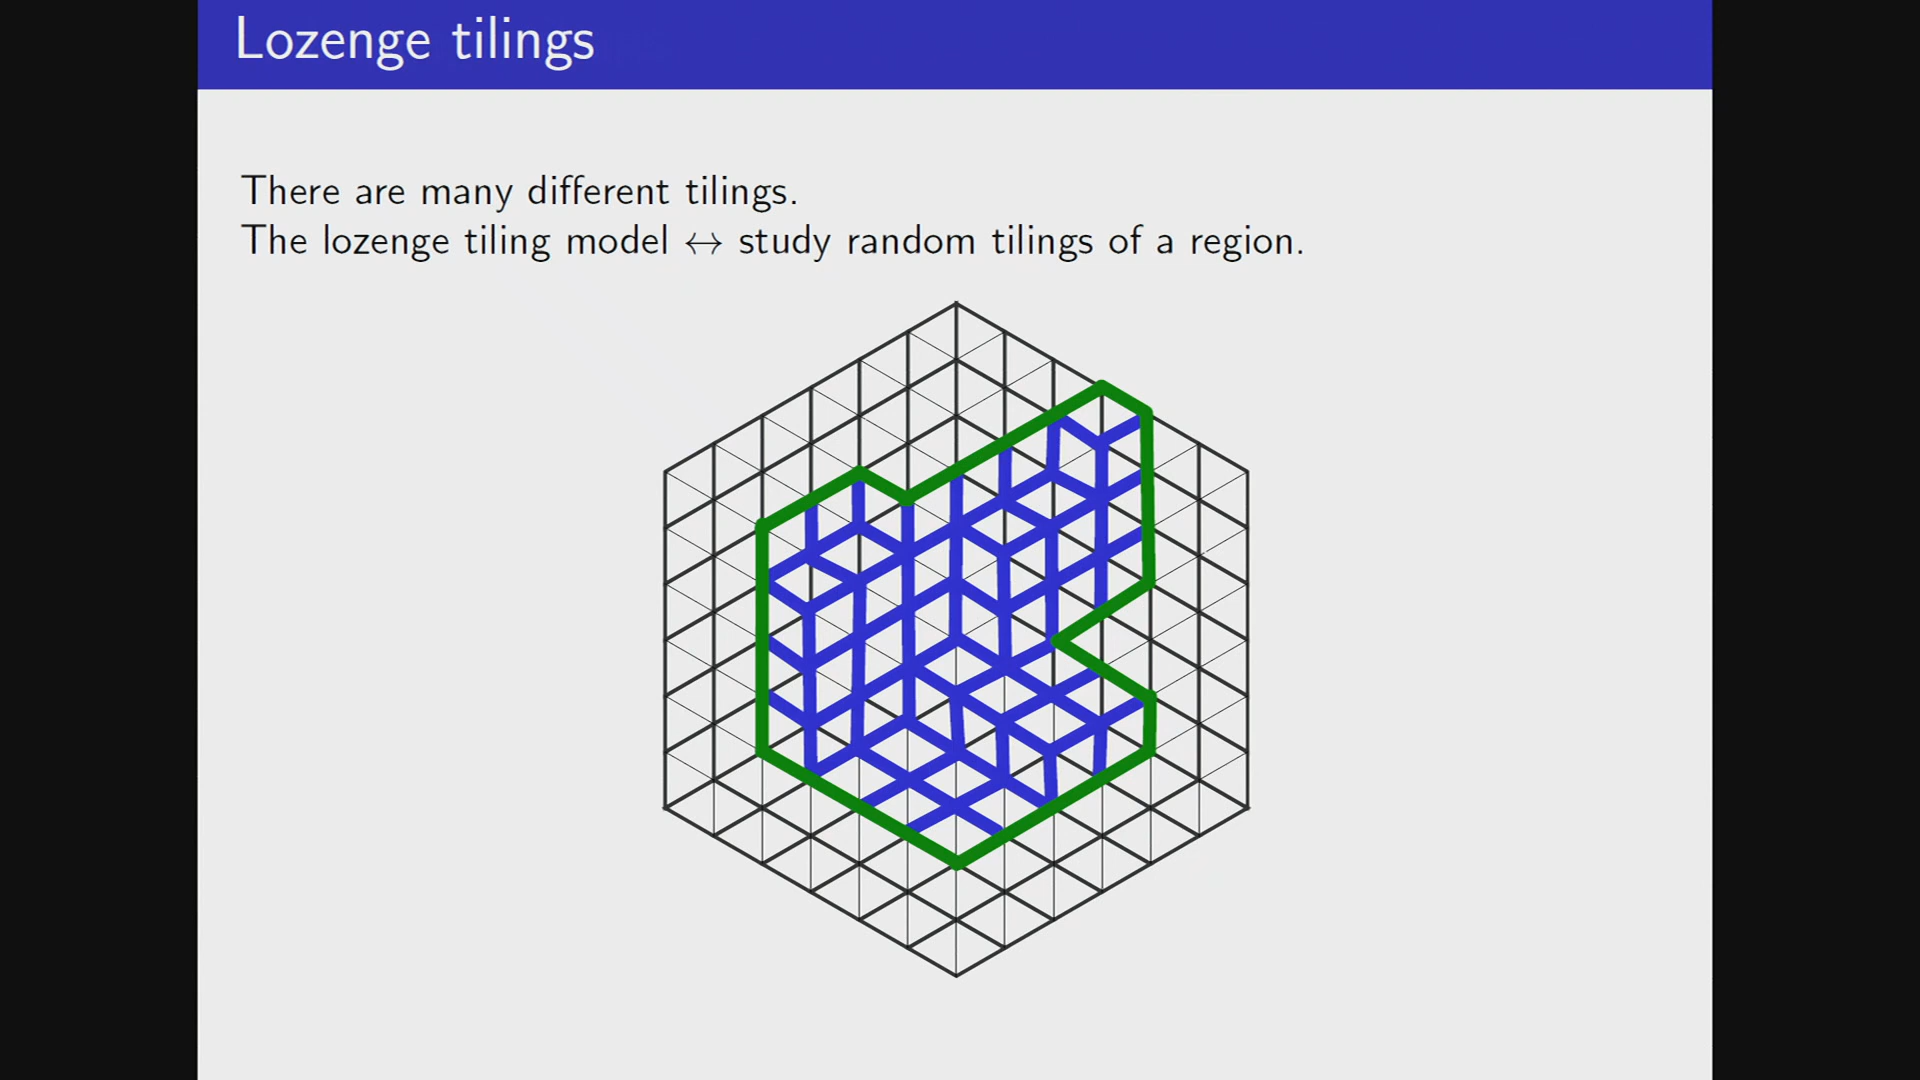 Lozenge tilings
There are many different tilings.
The lozenge tiling model ↔ study random tilings of a region.